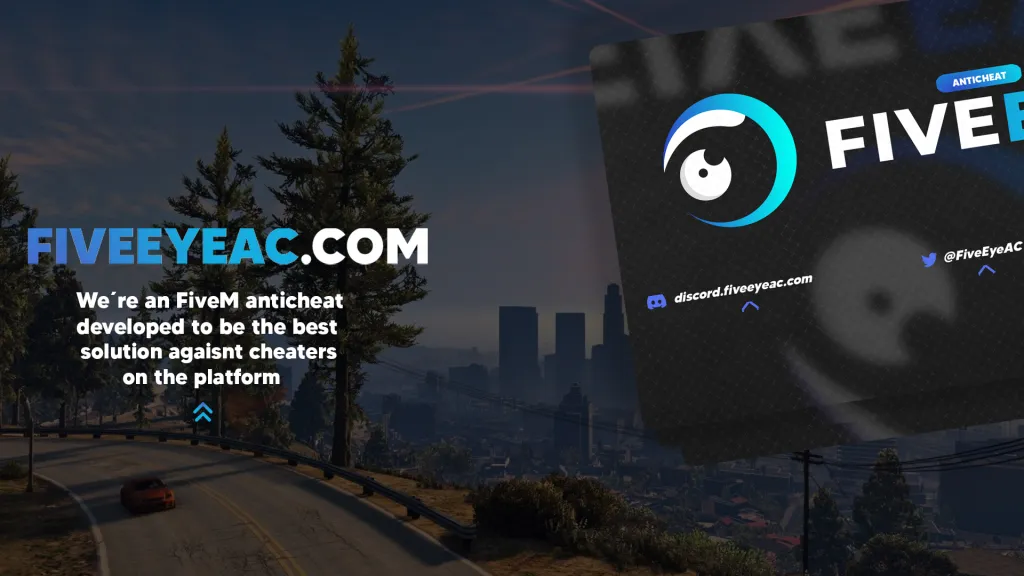 FIVEEYEAC.COM
We´re an FiveM anticheat
developed to be the best
solution agaisnt cheaters
on the platform
ANTICHEAT
FIVEE
discord.fiveeyeac.com
@FiveEyeAC